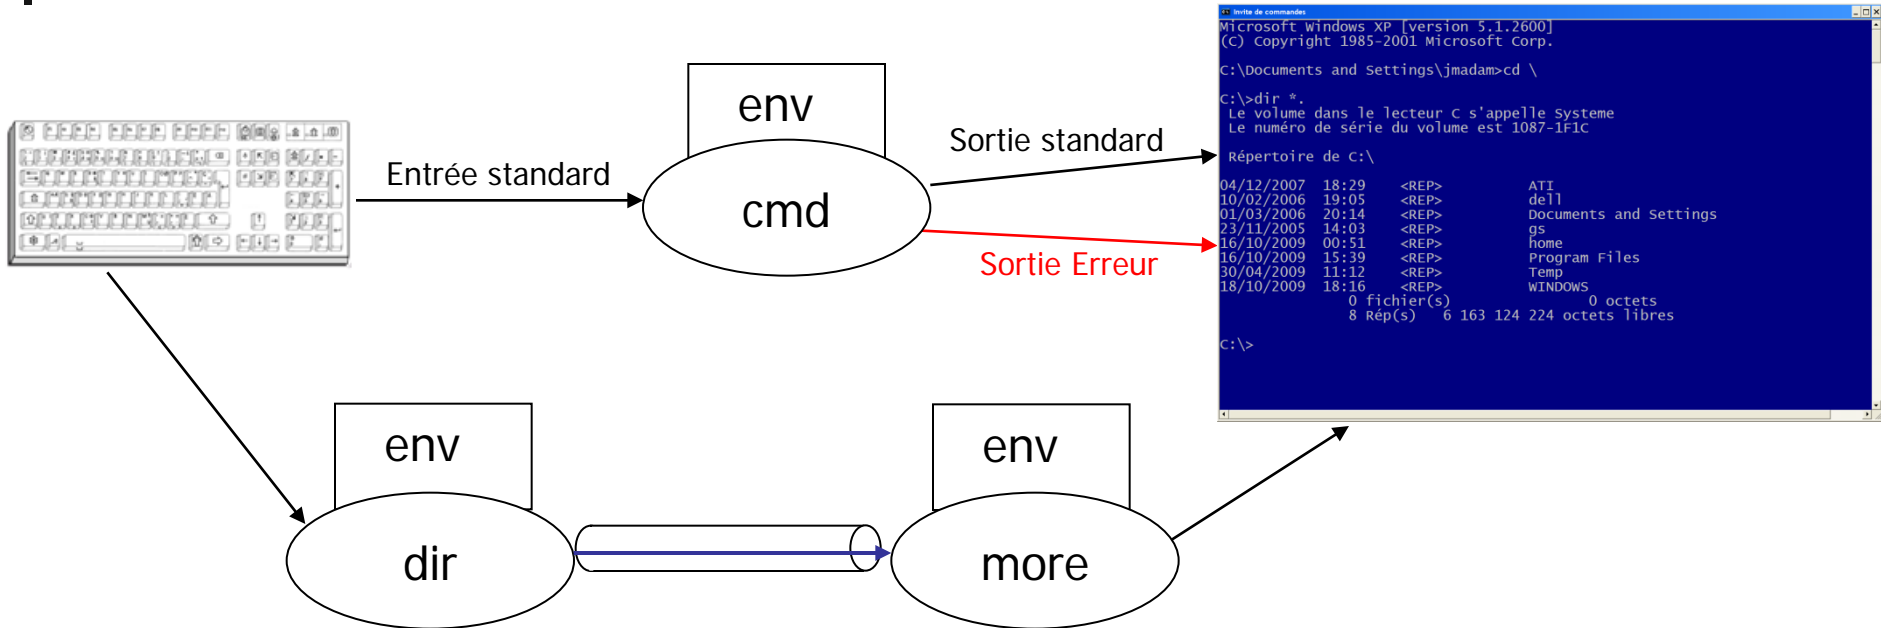 Invite de commandes
Microsoft Windows XP [version 5.1.2600]
(C) Copyright 1985-2001 Microsoft Corp.
C:\Documents and Settings\jmadam>cd \
C:\>dir *.
Le volume dans le lecteur C s'appelle Systeme
Le numéro de série du volume est 1087-1F1C
Répertoire de C:\
04/12/2007 18:29 <REP> ATI
10/02/2006 19:05 <REP> dell
01/03/2006 20:14 <REP> Documents and Settings
23/11/2005 14:03 <REP> gs
16/10/2009 00:51 <REP> home
16/10/2009 15:39 <REP> Program Files
30/04/2009 11:12 <REP> Temp
18/10/2009 18:16 <REP> WINDOWS
0 fichier(s) 0 octets
8 Rép(s) 6 163 124 224 octets libres
C:\>
env
Sortie standard
Entrée standard
cmd
Sortie Erreur
env
env
dir
more